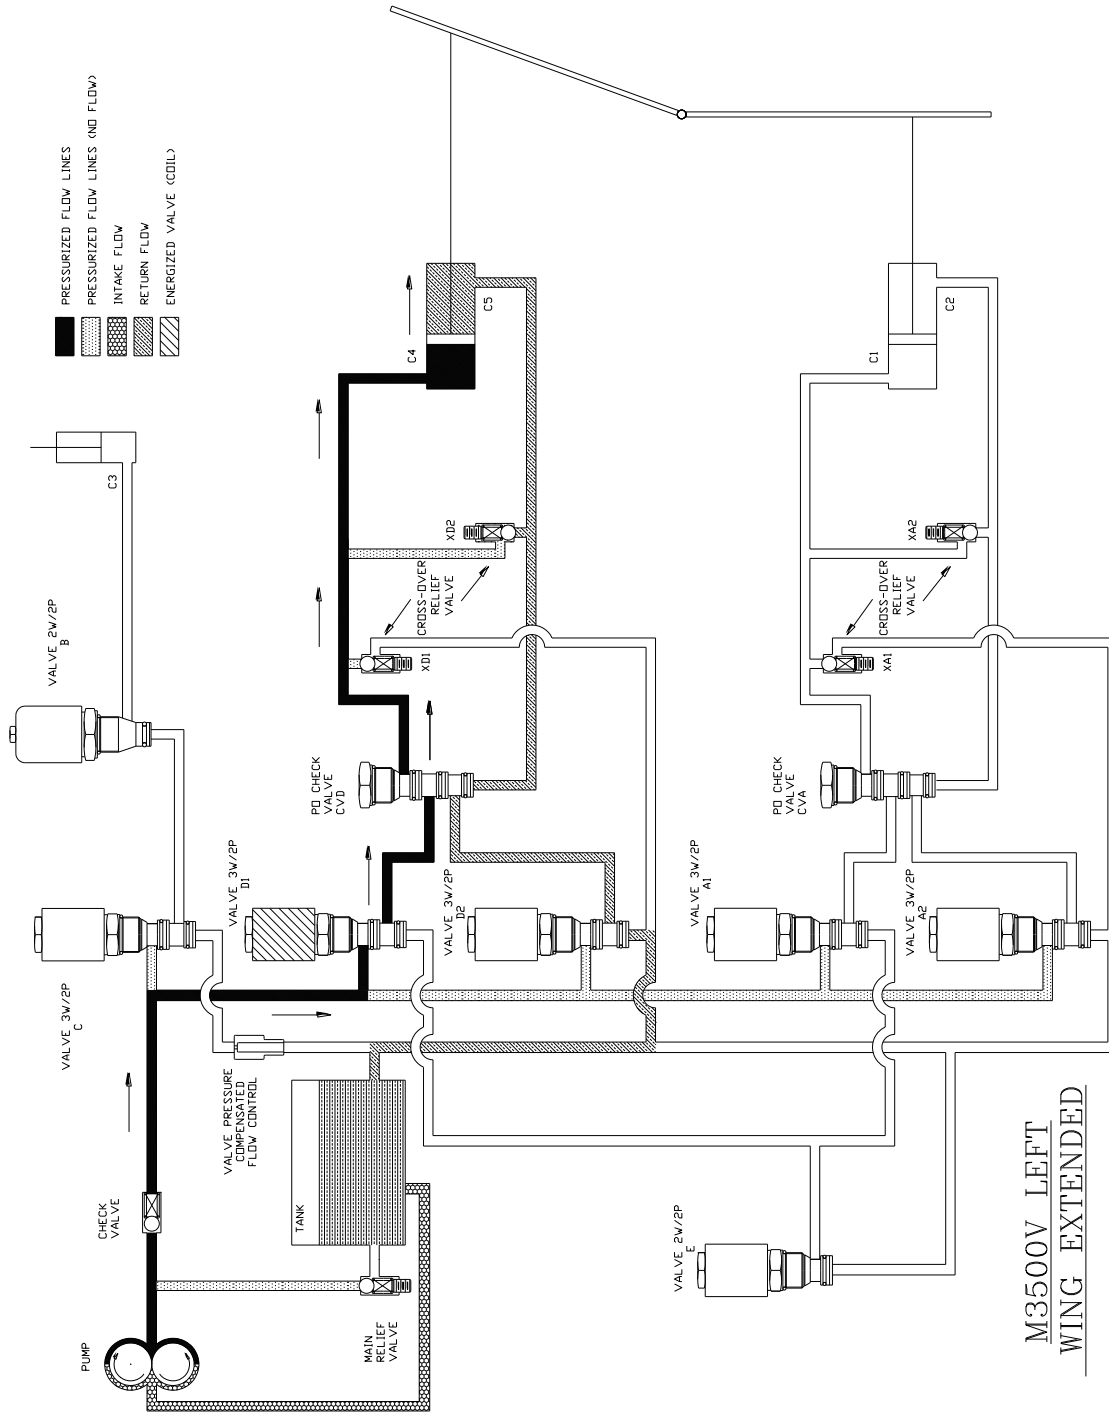 PRESSURIZED FLOW LINES
PRESSURIZED FLOW LINES (NO FLOW)
INTAKE FLOW
RETURN FLOW
ENERGIZED VALVE (COIL)
PUMP
CHECK
VALVE
MAIN
RELIEF
VALVE
TANK
VALVE PRESSURE
COMPENSATED
FLOW CONTROL
VALVE 3W/2P
C
VALVE 2W/2P
B
C3
VALVE 3W/2P
D1
VALVE 3W/2P
D2
PO CHECK
VALVE
CVD
XD1
CROSS-OVER
RELIEF
VALVE
XD2
C4
C5
VALVE 3W/2P
A1
VALVE 3W/2P
A2
PO CHECK
VALVE
CVA
XA1
CROSS-OVER
RELIEF
VALVE
XA2
C1
C2
VALVE 2W/2P
E
M3500V LEFT
WING EXTENDED